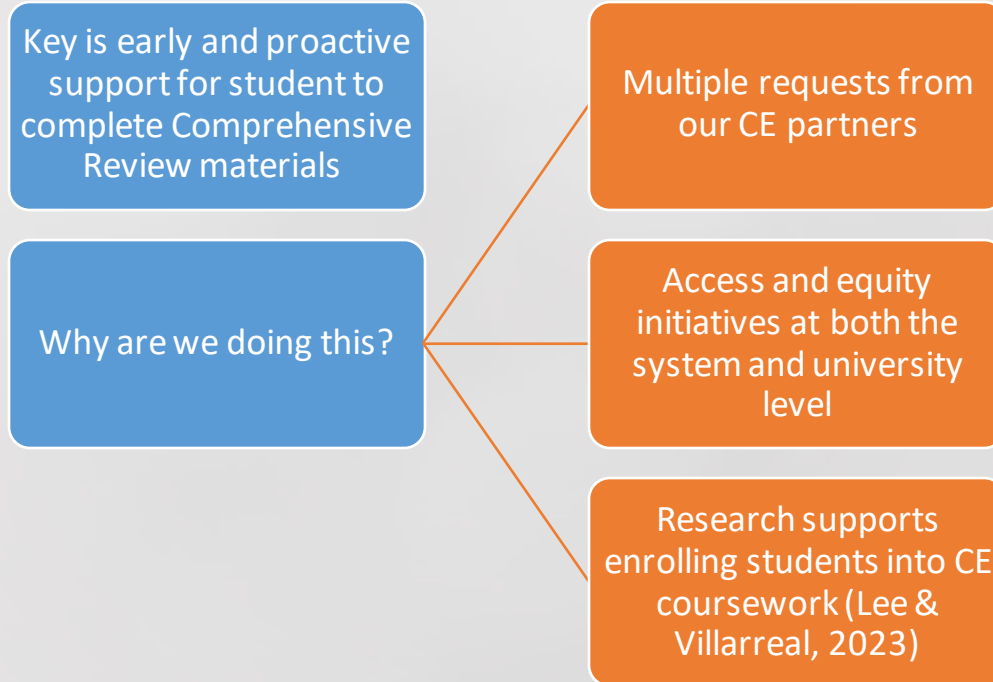 Key is early and proactive
support for student to
complete Comprehensive
Review materials
Why are we doing this?
Multiple requests from
our CE partners
Access and equity
initiatives at both the
system and university
level
Research supports
enrolling students into CE
coursework (Lee &
Villarreal, 2023)